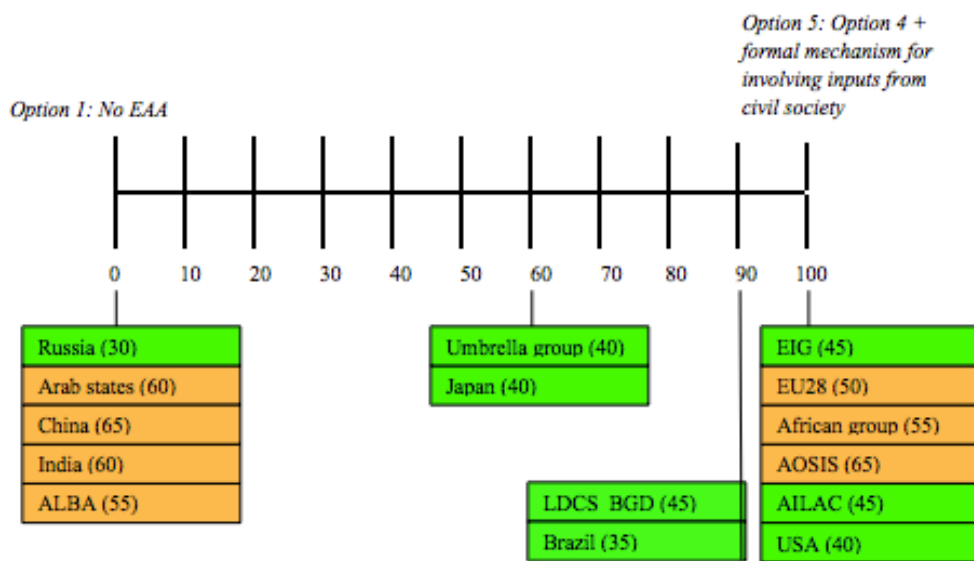 Option 5: Option 4 +
formal mechanism for
involving inputs from
civil society
Option 1: No EAA
0 10 20 30 40 50 60 70 80 90 100
Russia (30)
Arab states (60)
China (65)
India (60)
ALBA (55)
Umbrella group (40)
Japan (40)
LDCS BGD (45)
Brazil (35)
EIG (45)
EU28 (50)
African group (55)
AOSIS (65)
AILAC (45)
USA (40)